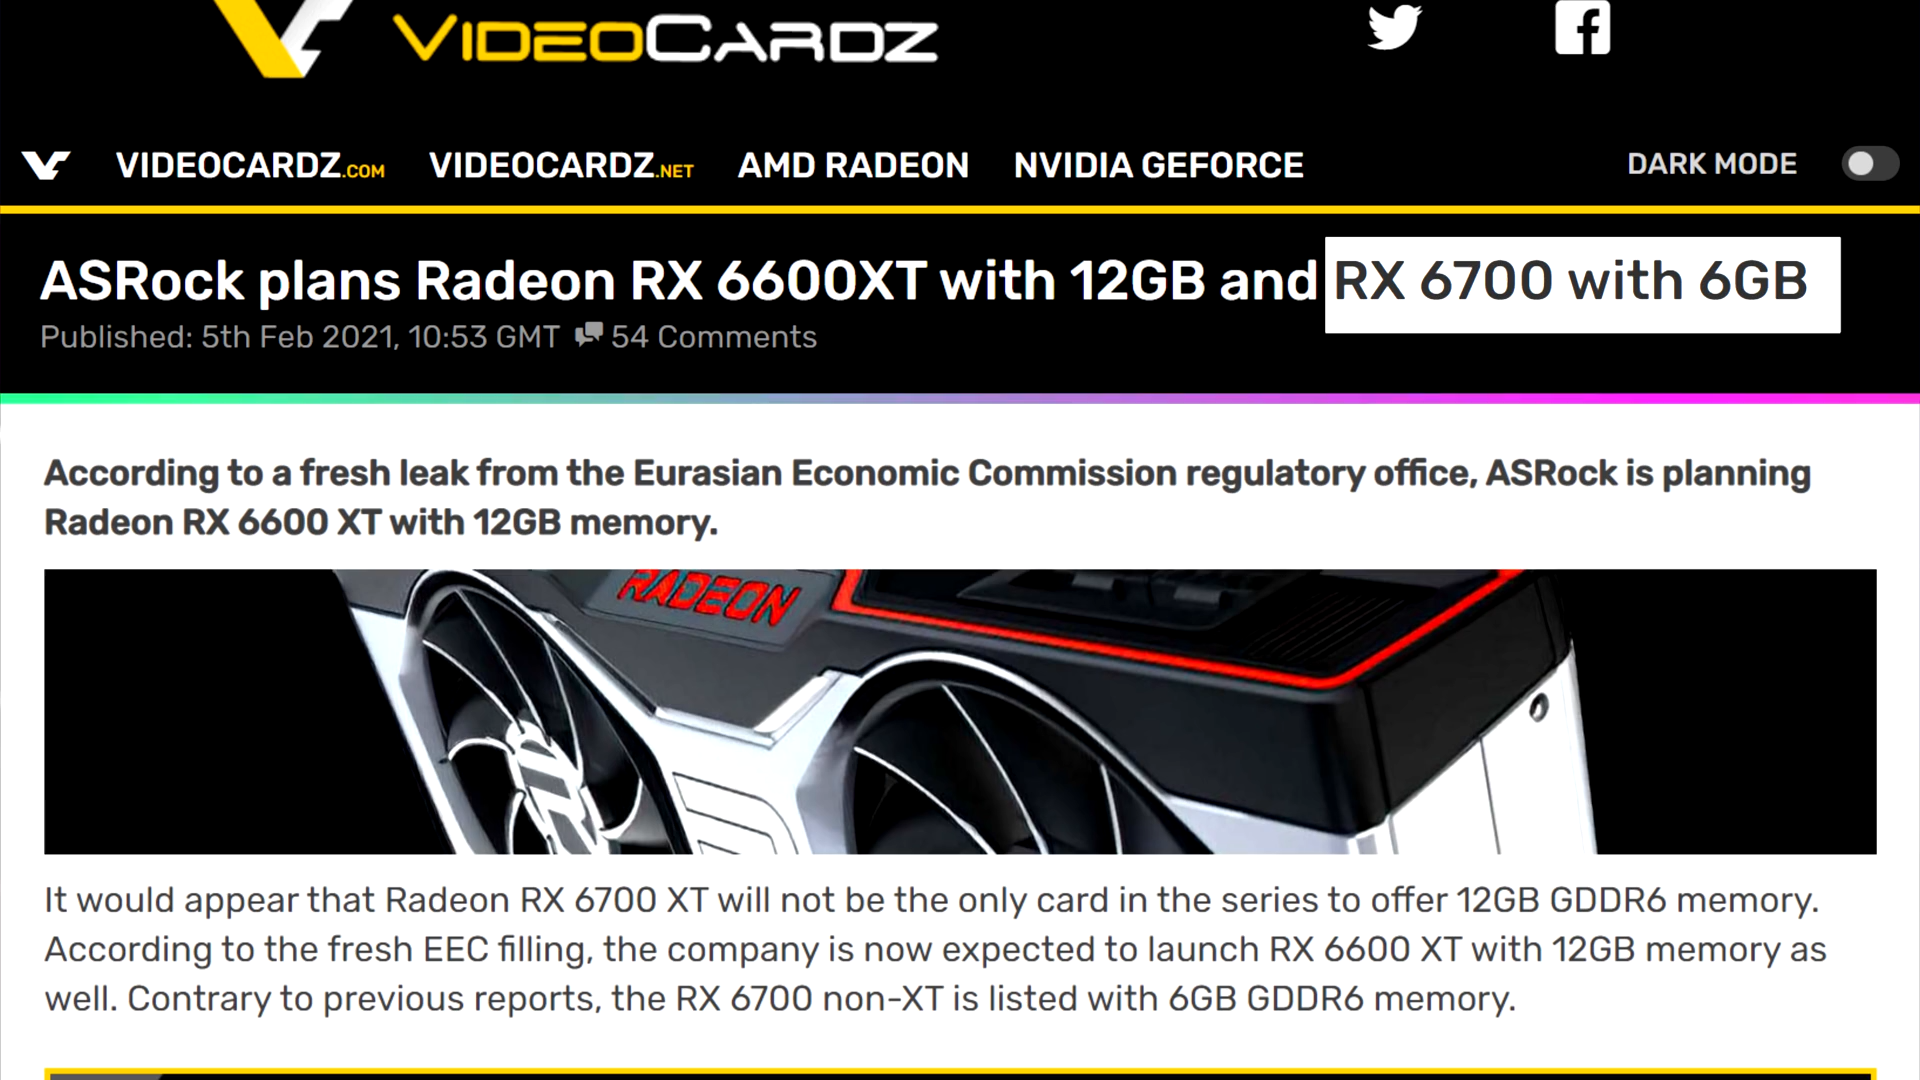 VIDEOCARDZ
VIDEOCARDZ.COM VIDEOCARDZ.NET AMD RADEON NVIDIA GEFORCE DARK MODE
ASRock plans Radeon RX 6600XT with 12GB and RX 6700 with 6GB
Published: 5th Feb 2021, 10:53 GMT 54 Comments
According to a fresh leak from the Eurasian Economic Commission regulatory office, ASRock is planning
Radeon RX 6600 XT with 12GB memory.
RADEON
It would appear that Radeon RX 6700 XT will not be the only card in the series to offer 12GB GDDR6 memory.
According to the fresh EEC filling, the company is now expected to launch RX 6600 XT with 12GB memory as
well. Contrary to previous reports, the RX 6700 non-XT is listed with 6GB GDDR6 memory.